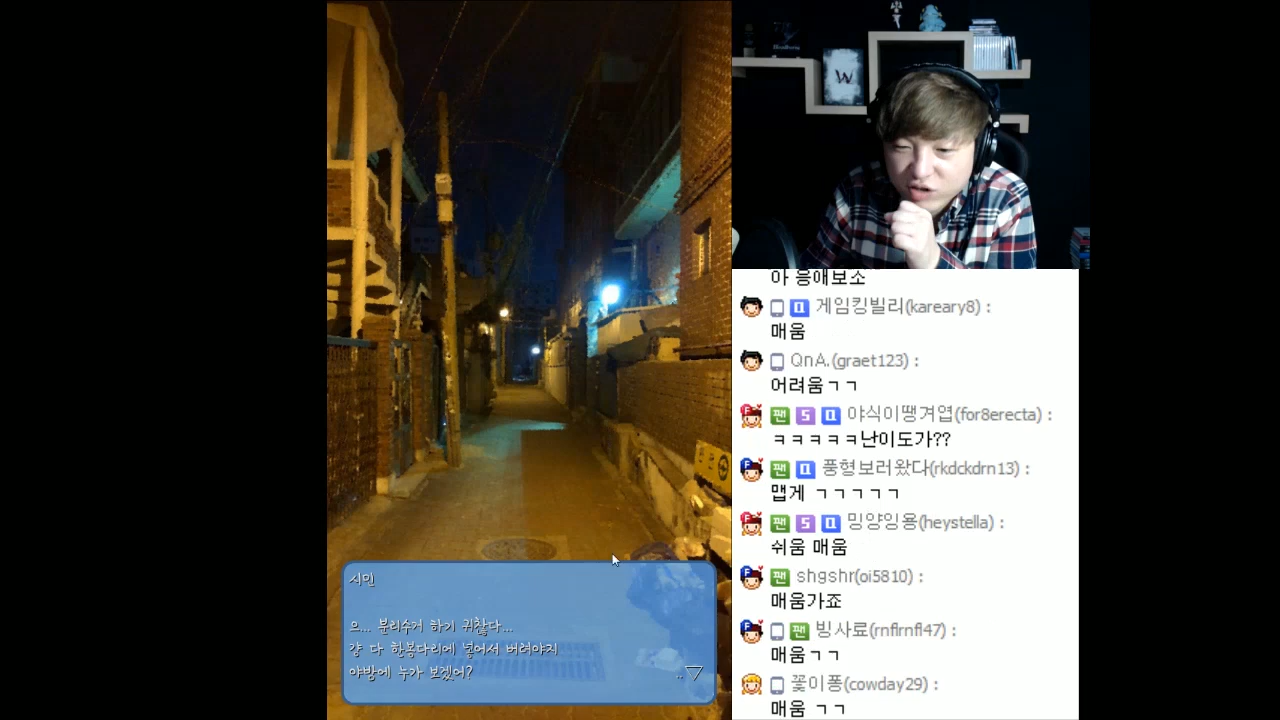 시민
으... 분리수거 하기 귀찮다...
걍 다 한봉다리에 넣어서 버려야지
야밤에 누가 보겠어?
W
아 응애보소
게임킹빌리(kareary8) :
매움
QnA.(graet123) :
어려움ㄱㄱ
팬 S 야식이땡겨엽(for8erecta) :
ㅋㅋㅋㅋㅋ난이도가??
팬 풍형보러왔다(rkdckdrn13) :
맵게 ㄱㄱㄱㄱㄱ
팬 S 밍양잉용(heystella) :
쉬움 매움
팬 shgshr(oi5810) :
매움가죠
팬 빙사료(rnflrnfl47) :
매움ㄱㄱ
꽃이퐁(cowday29) :
매움 ㄱㄱ